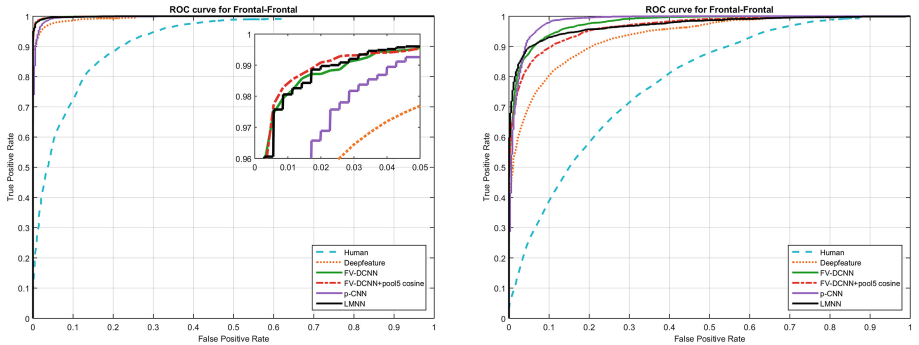 ROC curve for Frontal-Frontal
True Positive Rate
1
0.9
0.8
0.7
0.6
0.5
0.4
0.3
0.2
0.1
0
1
0.99
0.98
0.97
0.96
0 0.01 0.02 0.03 0.04 0.05
Human
Deepfeature
FV-DCNN
FV-DCNN+pool5 cosine
p-CNN
LMNN
0 0.1 0.2 0.3 0.4 0.5 0.6 0.7 0.8 0.9 1
False Positive Rate
ROC curve for Frontal-Frontal
True Positive Rate
1
0.9
0.8
0.7
0.6
0.5
0.4
0.3
0.2
0.1
0
Human
Deepfeature
FV-DCNN
FV-DCNN+pool5 cosine
p-CNN
LMNN
0 0.1 0.2 0.3 0.4 0.5 0.6 0.7 0.8 0.9 1
False Positive Rate